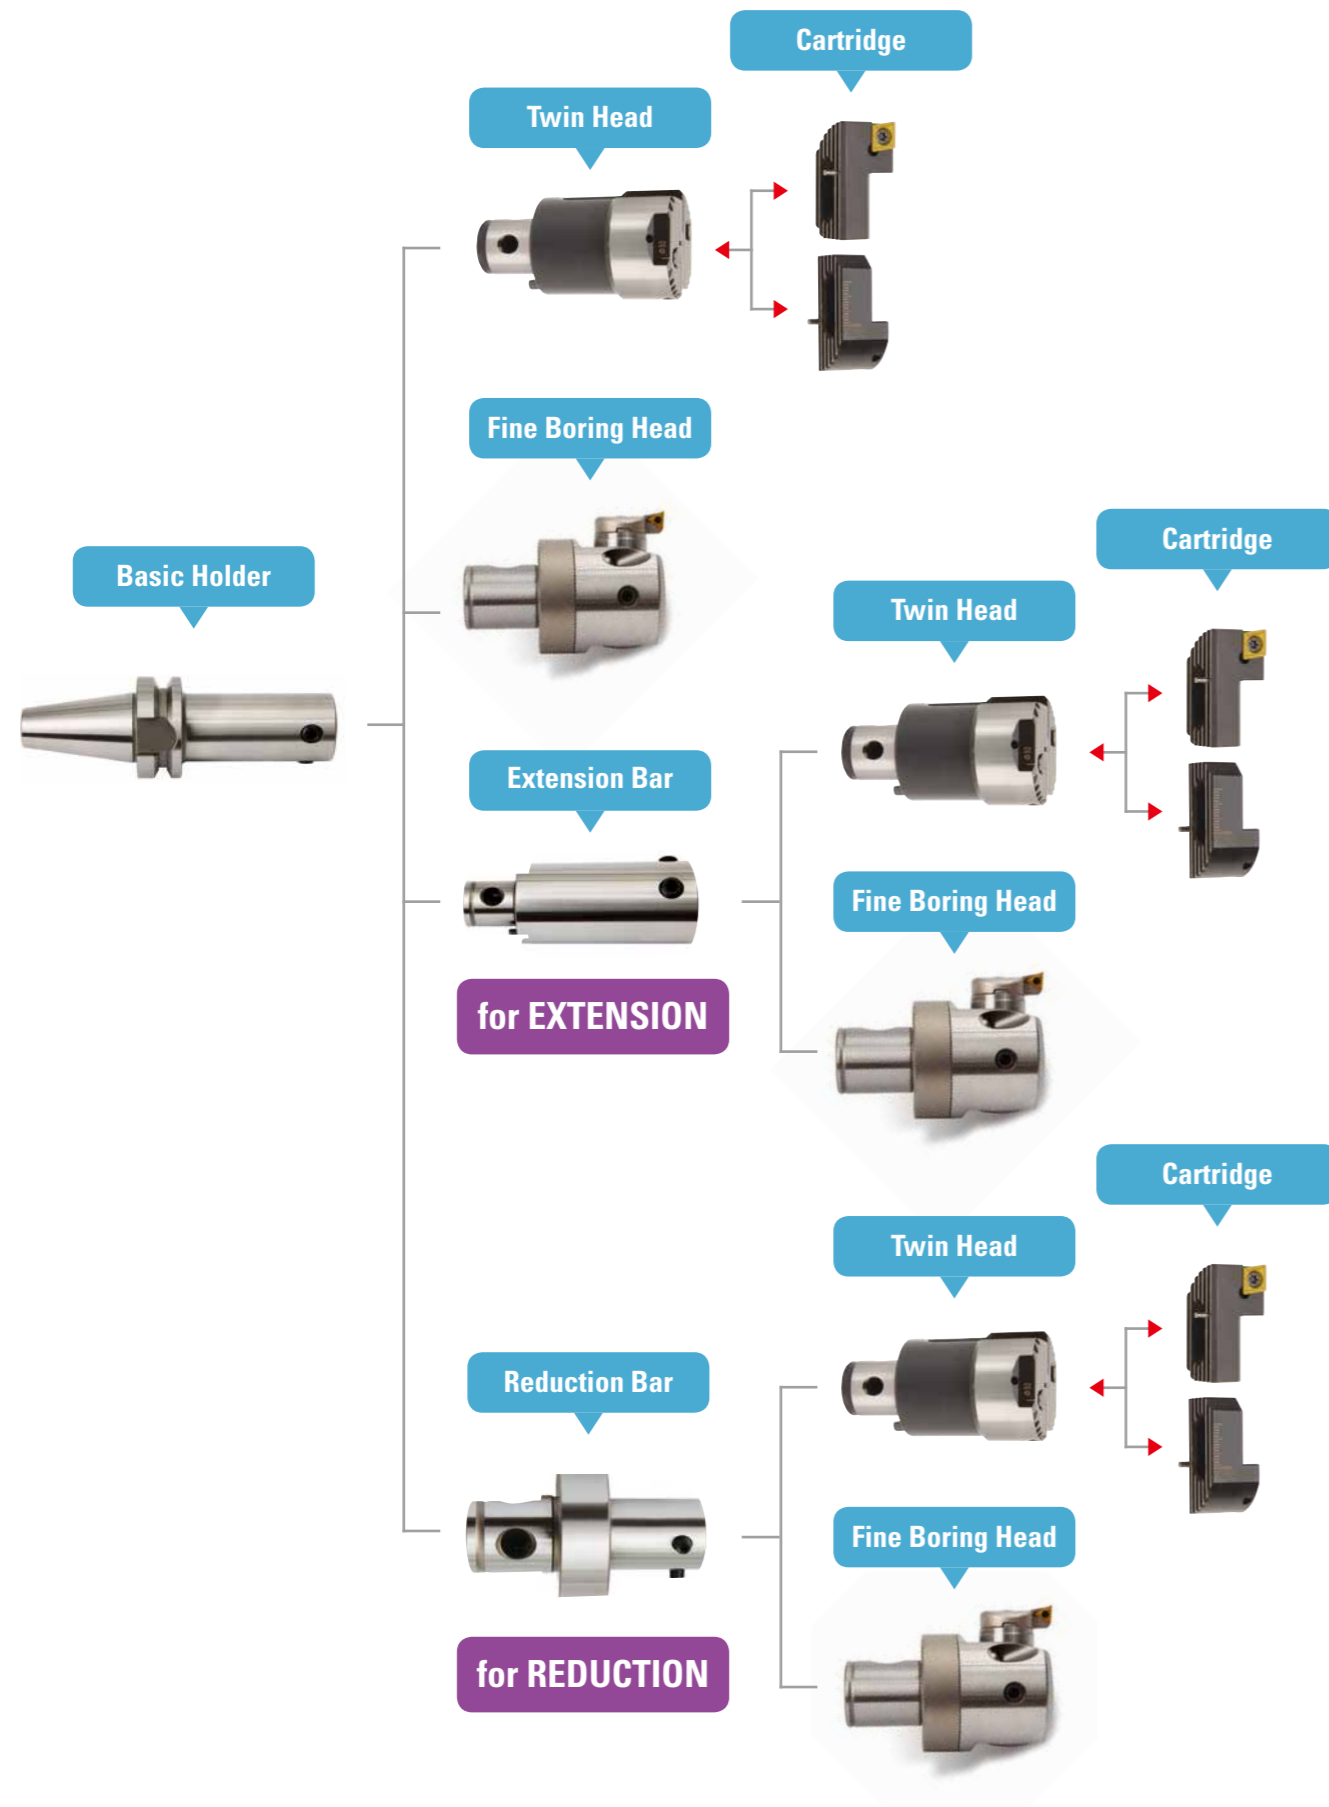 Cartridge
Twin Head
Fine Boring Head
Basic Holder
Cartridge
Twin Head
Extension Bar
Fine Boring Head
for EXTENSION
Cartridge
Twin Head
Reduction Bar
Fine Boring Head
for REDUCTION